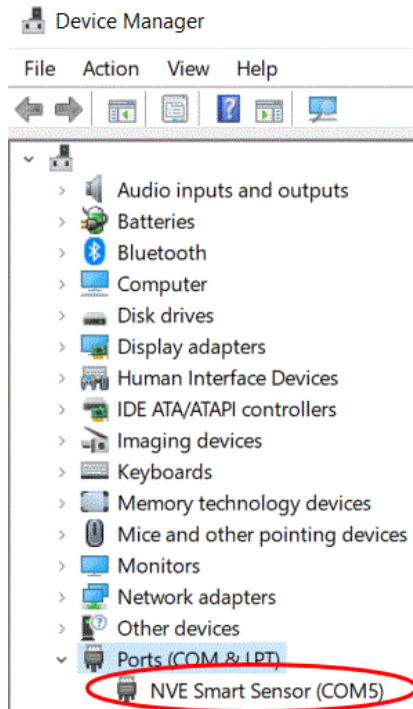 Device Manager
File Action View Help
Audio inputs and outputs
Batteries
Bluetooth
Computer
Disk drives
Display adapters
Human Interface Devices
IDE ATA/ATAPI controllers
Imaging devices
Keyboards
Memory technology devices
Mice and other pointing devices
Monitors
Network adapters
Other devices
Ports (COM & LPT)
NVE Smart Sensor (COM5)